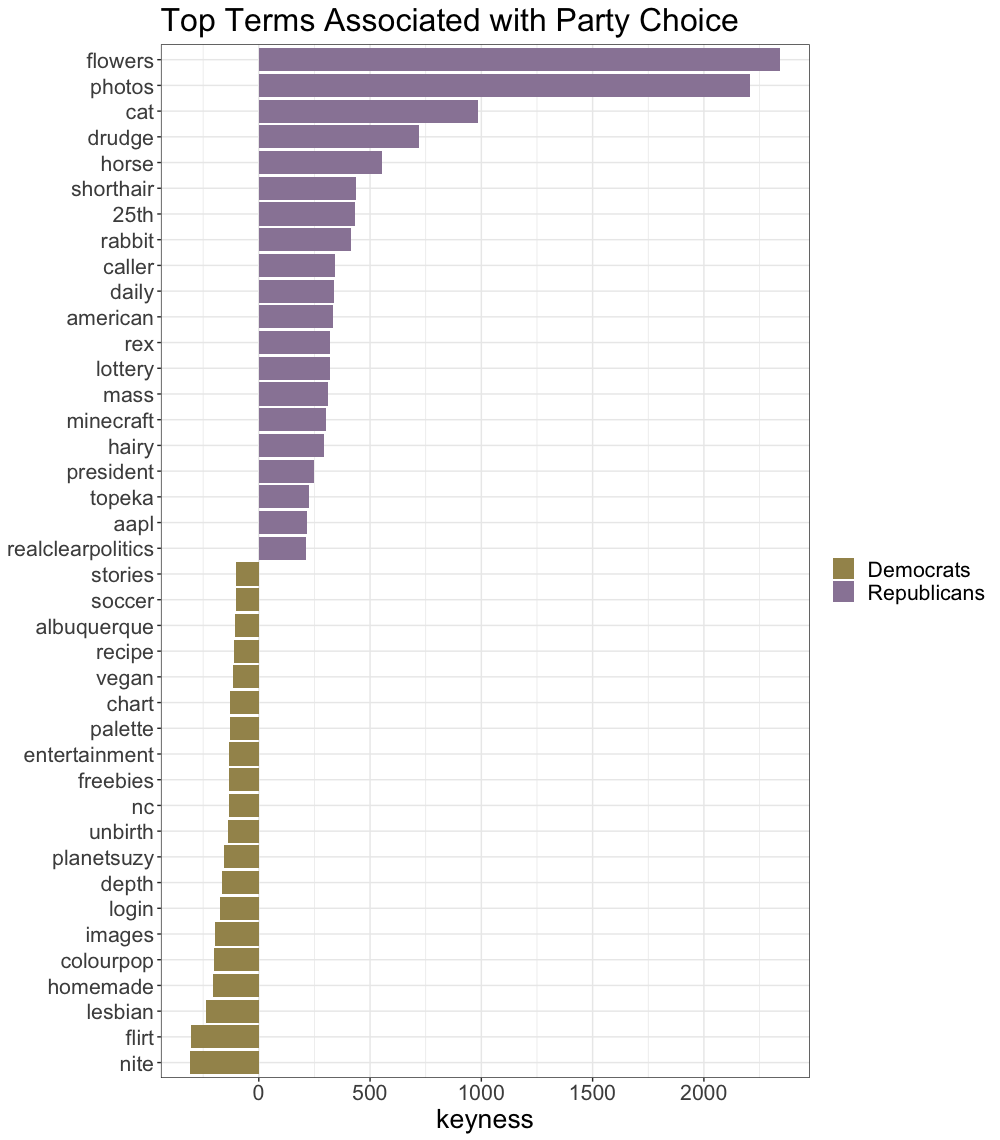 Top Terms Associated with Party Choice
flowers
photos
cat
drudge
horse
shorthair
25th
rabbit
caller
daily
american
rex
lottery
mass
minecraft
hairy
president
topeka
aapl
realclearpolitics
stories
soccer
albuquerque
recipe
vegan
chart
palette
entertainment
freebies
nc
unbirth
planetsuzy
depth
login
images
colourpop
homemade
lesbian
flirt
nite
0 500 1000 1500 2000
keyness
Democrats
Republicans